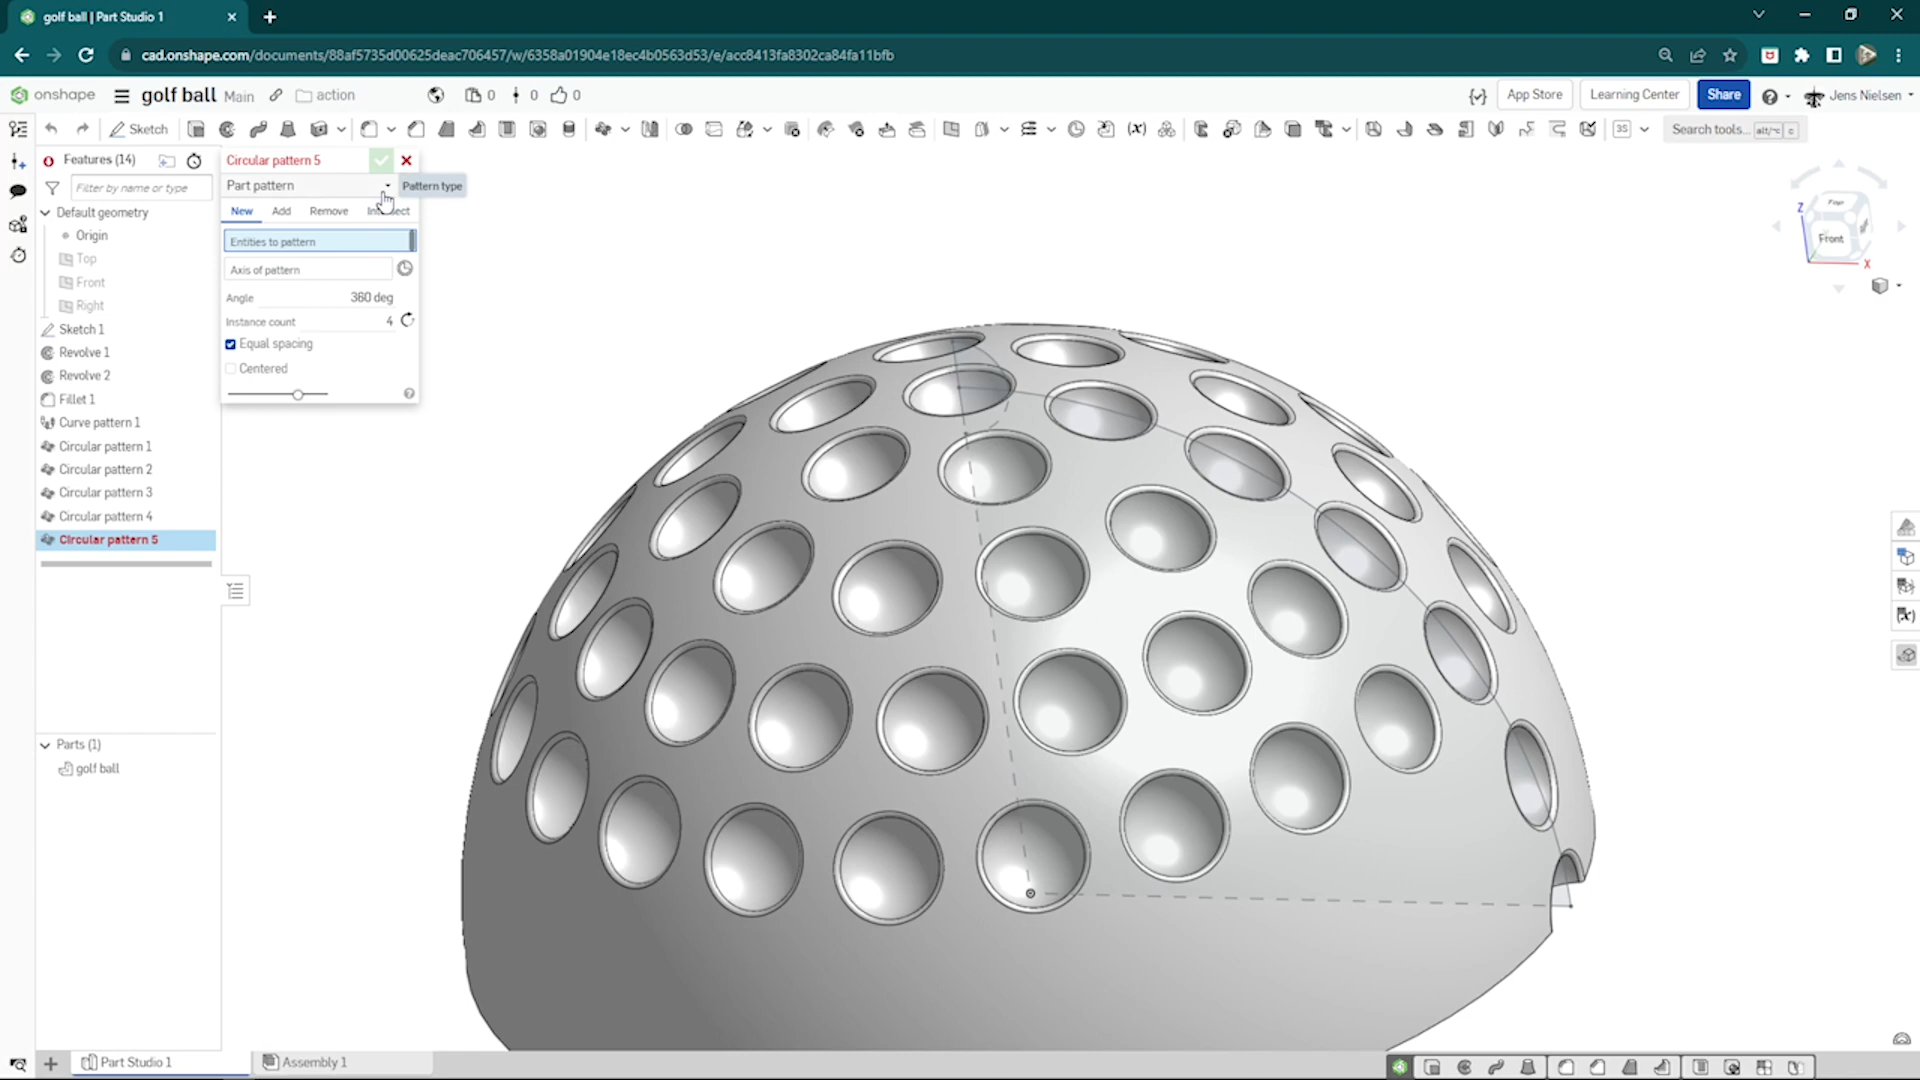 golf ball | Part Studio 1
cad.onshape.com/documents/88af5735d00625deac706457/w/6358a01904e18ec4b0563d53/e/acc8413fa8302ca84fa11bfb
onshape golf ball Main action 0 0 0 App Store Learning Center Share Jens Nielsen
Sketch Search tools... alt/⌥ c
Features (14)
Filter by name or type
Default geometry
Origin
Top
Front
Right
Sketch 1
Revolve 1
Revolve 2
Fillet 1
Curve pattern 1
Circular pattern 1
Circular pattern 2
Circular pattern 3
Circular pattern 4
Circular pattern 5
Parts (1)
golf ball
Circular pattern 5
Part pattern
Pattern type
New Add Remove
Entities to pattern
Axis of pattern
Angle 360 deg
Instance count 4
Equal spacing
Centered
Z
Front
X
Part Studio 1 Assembly 1